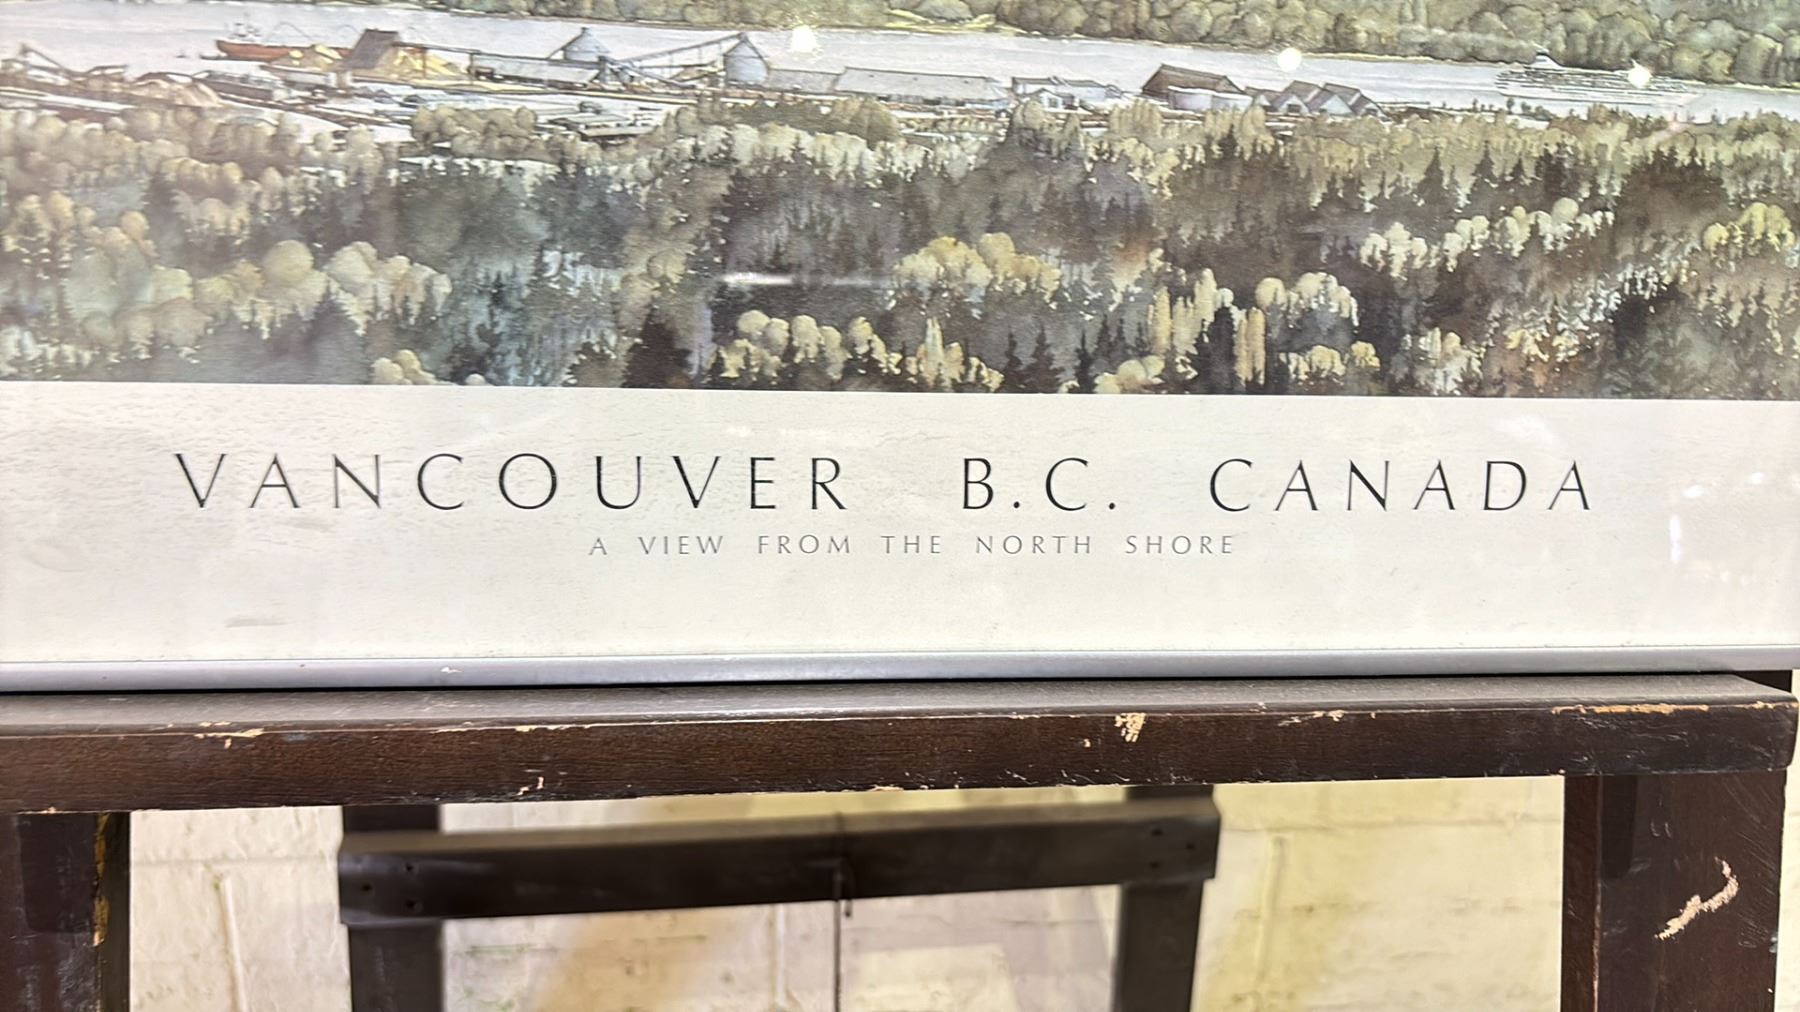 VANCOUVER B.C. CANADA
A VIEW FROM THE NORTH SHORE